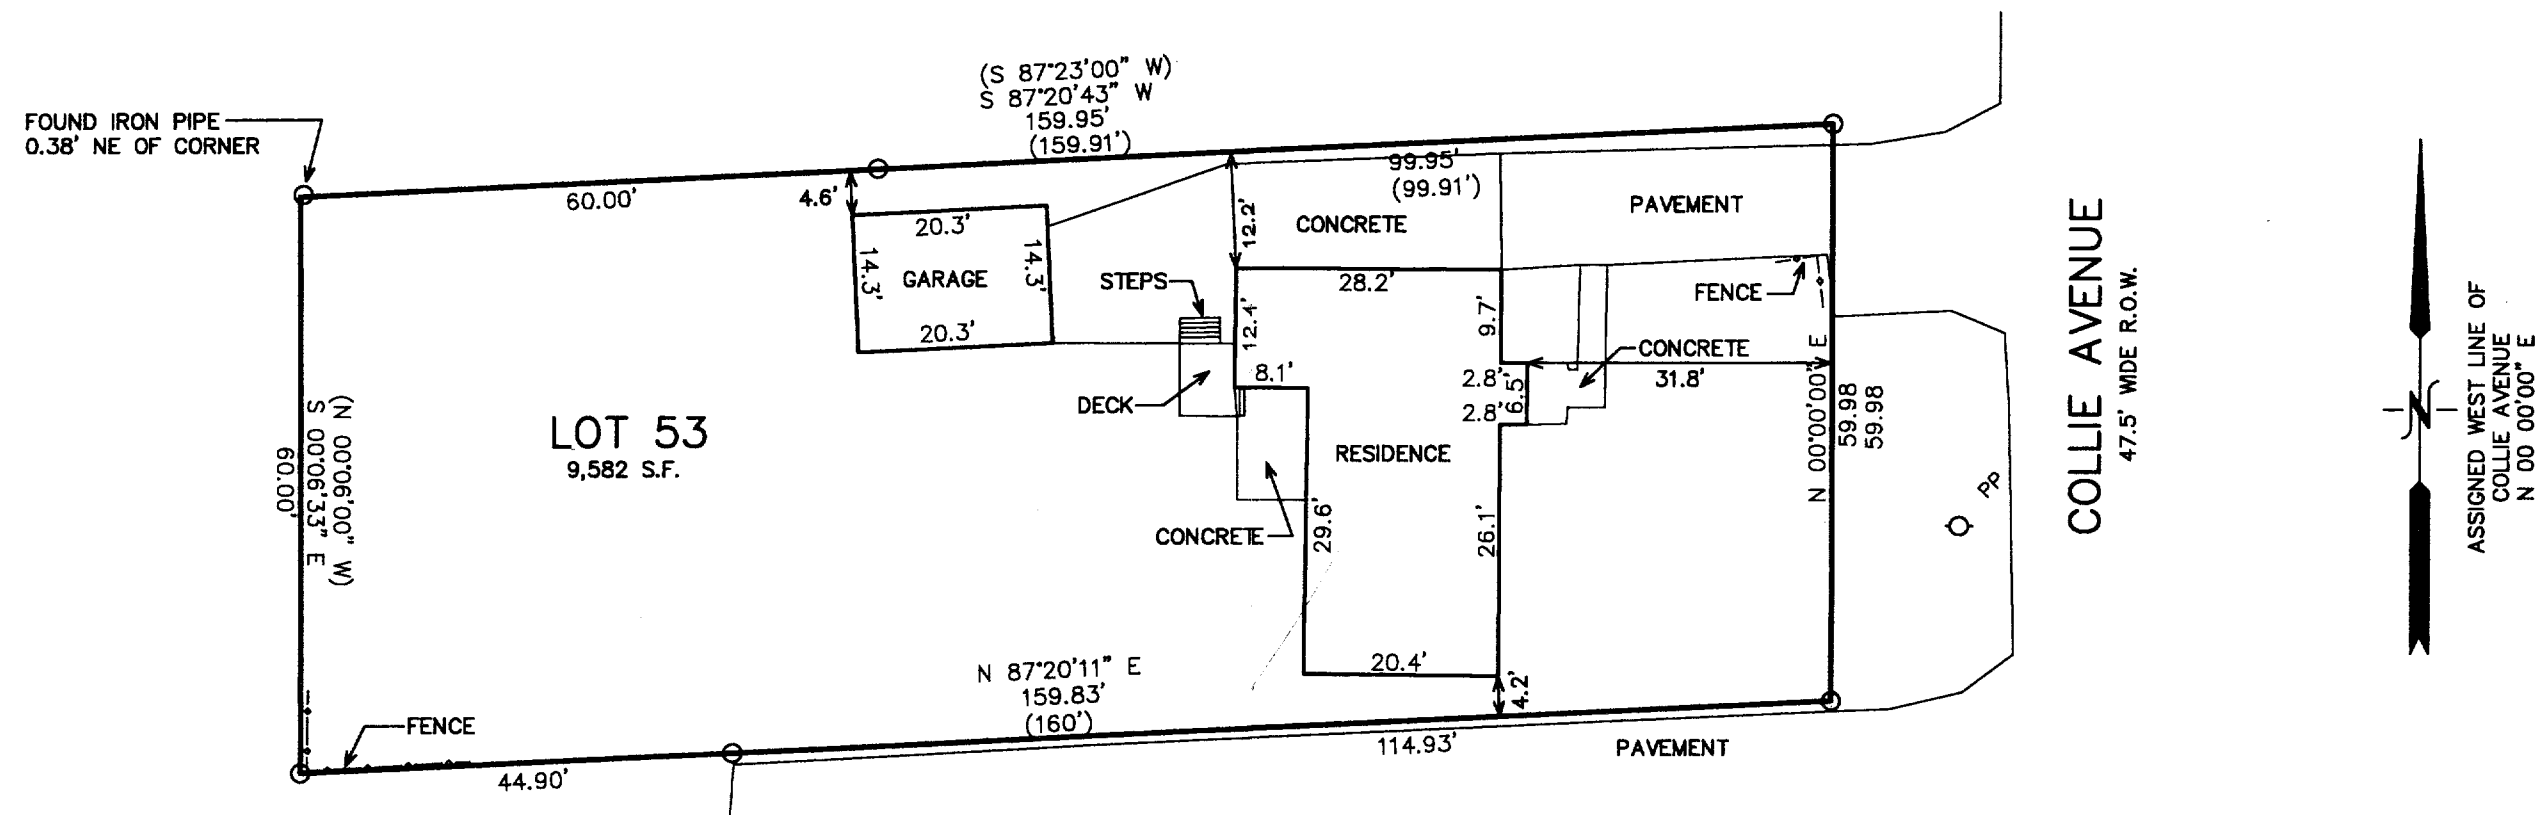 (S 87°23'00" W)
S 87°20'43" W
159.95'
(159.91')
FOUND IRON PIPE
0.38' NE OF CORNER
60.00'
4.6'
99.95'
(99.91')
20.3'
14.3'
GARAGE
14.3'
20.3'
12.2'
CONCRETE
PAVEMENT
STEPS
28.2'
FENCE
12.4'
9.7'
CONCRETE
8.1'
2.8'
31.8'
DECK
2.8'
6.5'
LOT 53
9,582 S.F.
RESIDENCE
(N 00°06'00" W)
S 00°06'33" E
60.00'
CONCRETE
29.6'
26.1'
N 00°00'00" E
59.98
59.98
PP
COLLIE AVENUE
47.5' WIDE R.O.W.
N
ASSIGNED WEST LINE OF
COLLIE AVENUE
N 00 00'00" E
N 87°20'11" E
159.83'
(160')
20.4'
4.2'
FENCE
44.90'
114.93'
PAVEMENT